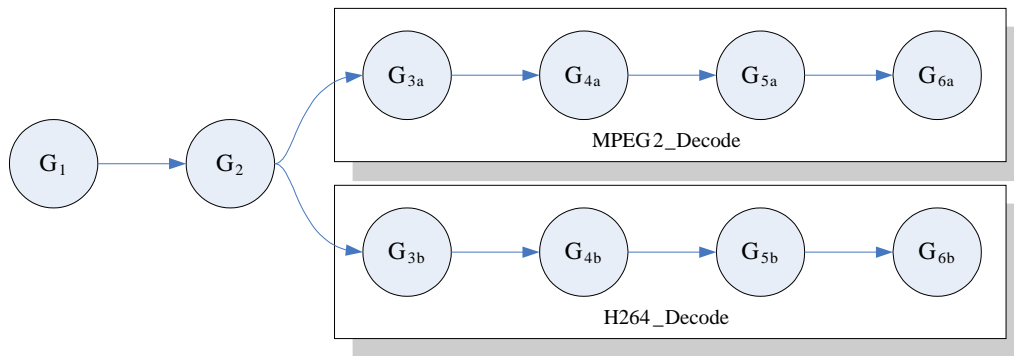 G1
G2
G3a
G4a
G5a
G6a
MPEG2_Decode
G3b
G4b
G5b
G6b
H264_Decode